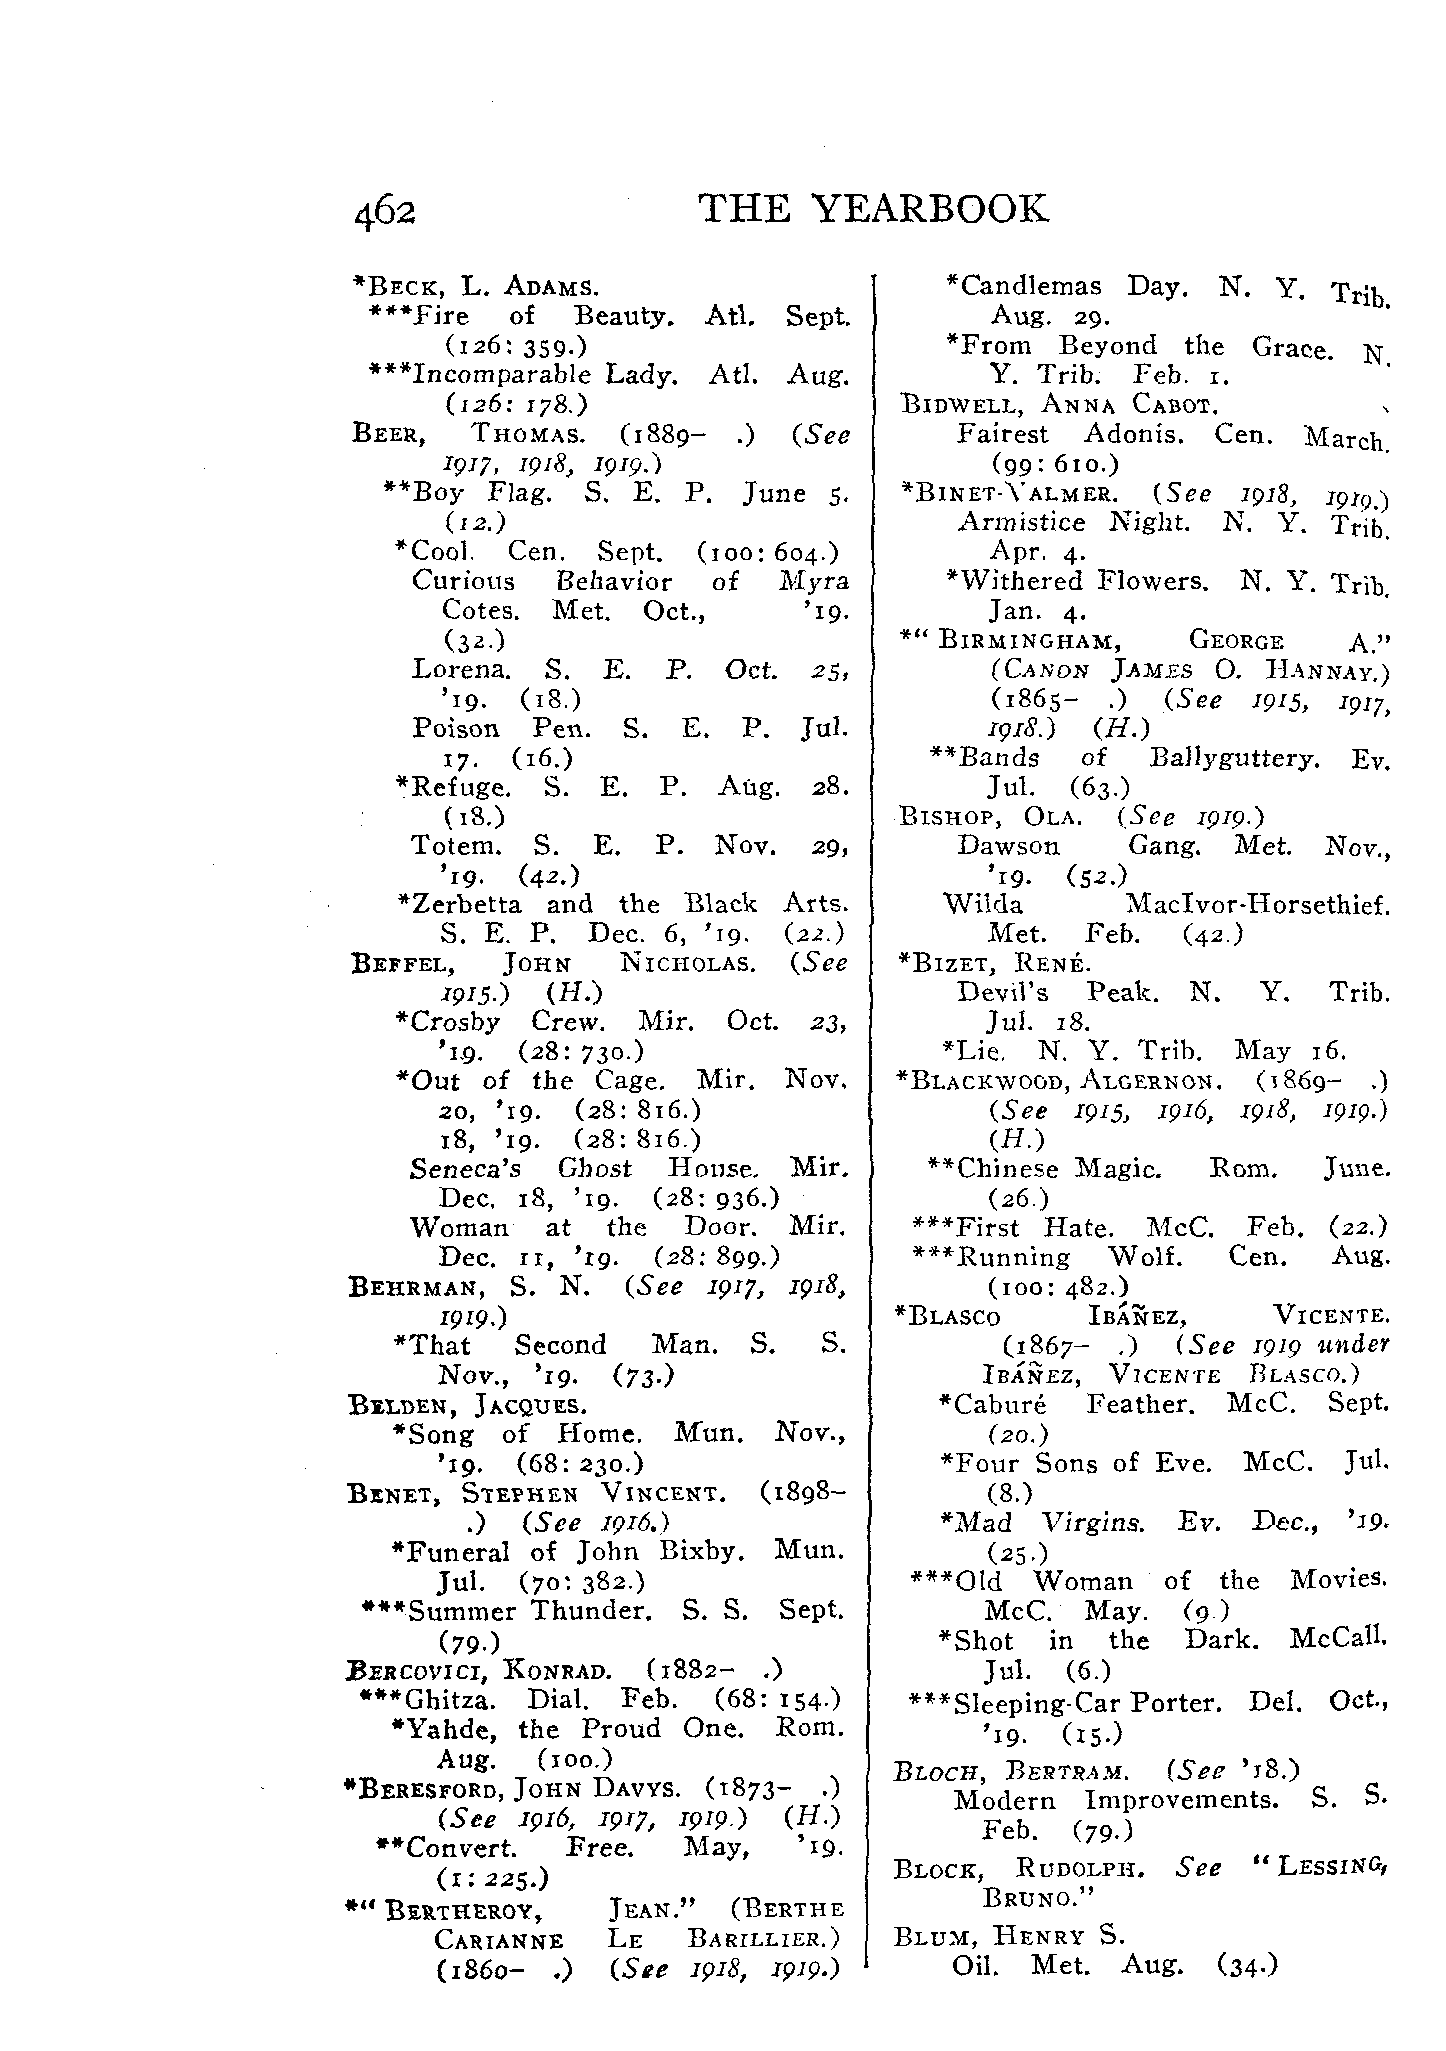 462 THE YEARBOOK
*BECK, L. ADAMS.
***Fire of Beauty. Atl. Sept.
(126: 359.)
***Incomparable Lady. Atl. Aug.
(126: 178.)
BEER, THOMAS. (1889– .) (See
1917, 1918, 1919.)
**Boy Flag. S. E. P. June 5.
(12.)
*Cool. Cen. Sept. (100: 604.)
Curious Behavior of Myra
Cotes. Met. Oct., '19.
(32.)
Lorena. S. E. P. Oct. 25,
'19. (18.)
Poison Pen. S. E. P. Jul.
17. (16.)
*Refuge. S. E. P. Aug. 28.
(18.)
Totem. S. E. P. Nov. 29,
'19. (42.)
*Zerbetta and the Black Arts.
S. E. P. Dec. 6, '19. (22.)
BEFFEL, JOHN NICHOLAS. (See
1915.) (H.)
*Crosby Crew. Mir. Oct. 23,
'19. (28: 730.)
*Out of the Cage. Mir. Nov.
20, '19. (28: 816.)
18, '19. (28: 816.)
Seneca's Ghost House. Mir.
Dec. 18, '19. (28: 936.)
Woman at the Door. Mir.
Dec. 11, '19. (28: 899.)
BEHRMAN, S. N. (See 1917, 1918,
1919.)
*That Second Man. S. S.
Nov., '19. (73.)
BELDEN, JACQUES.
*Song of Home. Mun. Nov.,
'19. (68: 230.)
BENET, STEPHEN VINCENT. (1898–
.) (See 1916.)
*Funeral of John Bixby. Mun.
Jul. (70: 382.)
***Summer Thunder. S. S. Sept.
(79.)
BERCOVICI, KONRAD. (1882– .)
***Ghitza. Dial. Feb. (68: 154.)
*Yahde, the Proud One. Rom.
Aug. (100.)
*BERESFORD, JOHN DAVYS. (1873– .)
(See 1916, 1917, 1919.) (H.)
**Convert. Free. May, '19.
(1: 225.)
*" BERTHEROY, JEAN." (BERTHE
CARIANNE LE BARILLIER.)
(1860– .) (See 1918, 1919.)
*Candlemas Day. N. Y. Trib.
Aug. 29.
*From Beyond the Grace. N.
Y. Trib. Feb. 1.
BIDWELL, ANNA CABOT.
Fairest Adonis. Cen. March.
(99: 610.)
*BINET-VALMER. (See 1918, 1919.)
Armistice Night. N. Y. Trib.
Apr. 4.
*Withered Flowers. N. Y. Trib.
Jan. 4.
*" BIRMINGHAM, GEORGE A."
(CANON JAMES O. HANNAY.)
(1865– .) (See 1915, 1917,
1918.) (H.)
**Bands of Ballyguttery. Ev.
Jul. (63.)
BISHOP, OLA. (See 1919.)
Dawson Gang. Met. Nov.,
'19. (52.)
Wilda MacIvor-Horsethief.
Met. Feb. (42.)
*BIZET, RENÉ.
Devil's Peak. N. Y. Trib.
Jul. 18.
*Lie. N. Y. Trib. May 16.
*BLACKWOOD, ALGERNON. (1869– .)
(See 1915, 1916, 1918, 1919.)
(H.)
**Chinese Magic. Rom. June.
(26.)
***First Hate. McC. Feb. (22.)
***Running Wolf. Cen. Aug.
(100: 482.)
*BLASCO IBÁÑEZ, VICENTE.
(1867– .) (See 1919 under
IBÁÑEZ, VICENTE BLASCO.)
*Caburé Feather. McC. Sept.
(20.)
*Four Sons of Eve. McC. Jul.
(8.)
*Mad Virgins. Ev. Dec., '19.
(25.)
***Old Woman of the Movies.
McC. May. (9.)
*Shot in the Dark. McCall.
Jul. (6.)
***Sleeping-Car Porter. Del. Oct.,
'19. (15.)
BLOCH, BERTRAM. (See '18.)
Modern Improvements. S. S.
Feb. (79.)
BLOCK, RUDOLPH. See " LESSING,
BRUNO."
BLUM, HENRY S.
Oil. Met. Aug. (34.)